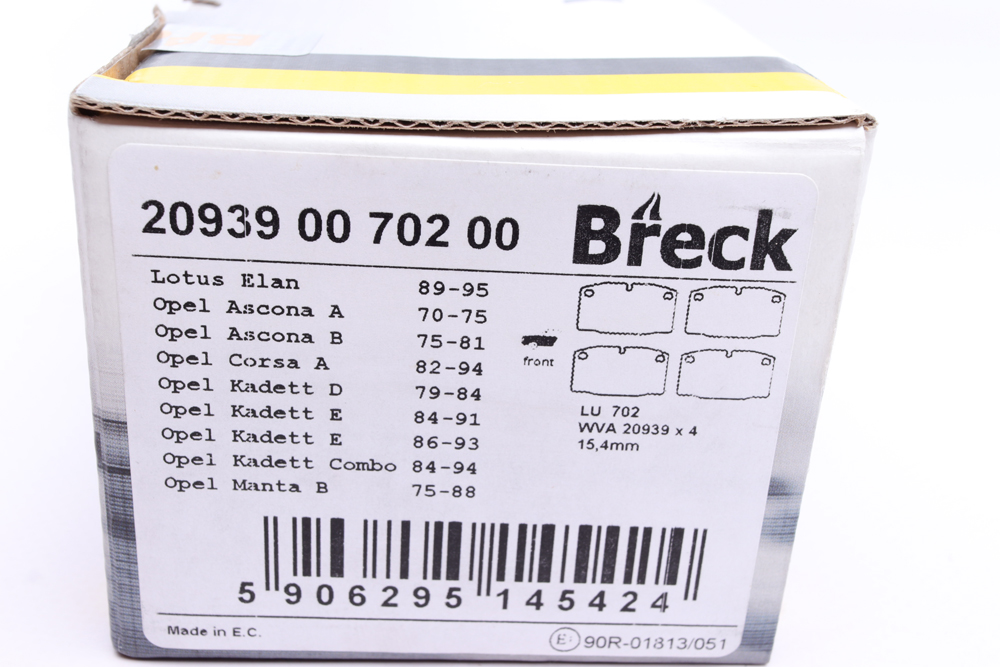 20939 00 702 00
Breck
Lotus Elan 89-95
Opel Ascona A 70-75
Opel Ascona B 75-81
Opel Corsa A 82-94
Opel Kadett D 79-84
Opel Kadett E 84-91
Opel Kadett E 86-93
Opel Kadett Combo 84-94
Opel Manta B 75-88
front
LU 702
WVA 20939 x 4
15,4mm
5 906295 145424
Made in E.C.
90R-01813/051